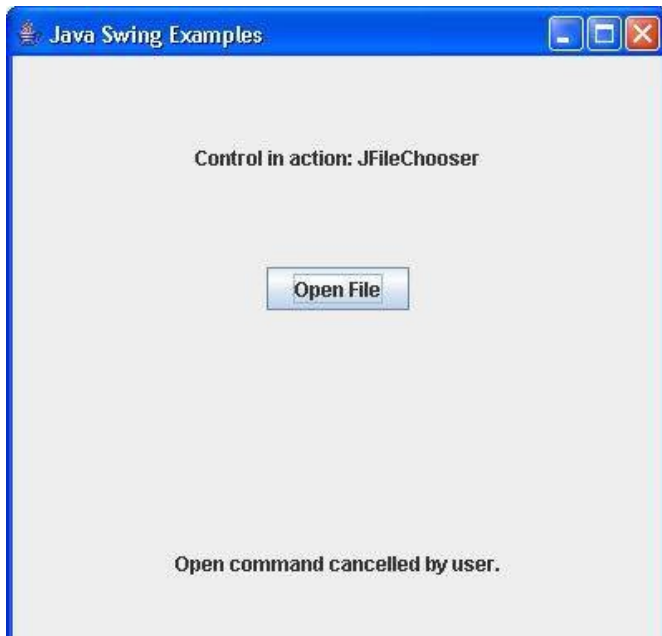 Java Swing Examples
Control in action: JFileChooser
Open File
Open command cancelled by user.